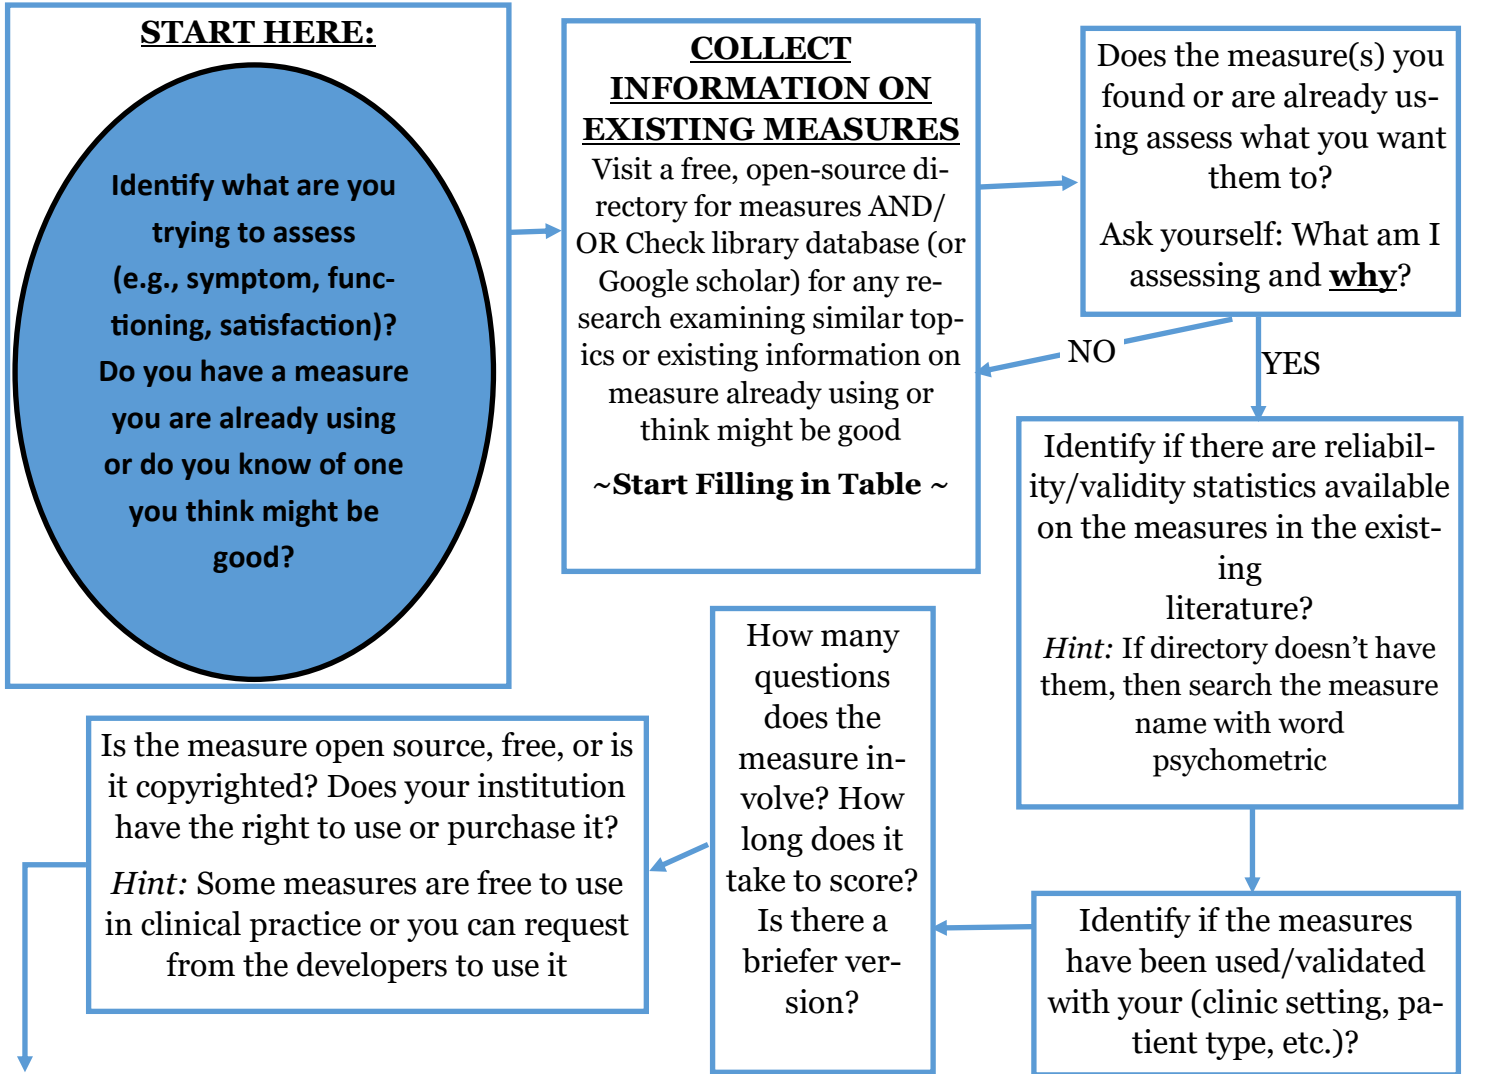 START HERE:
Identify what are you
trying to assess
(e.g., symptom, func-
tioning, satisfaction)?
Do you have a measure
you are already using
or do you know of one
you think might be
good?
COLLECT
INFORMATION ON
EXISTING MEASURES
Visit a free, open-source di-
rectory for measures AND/
OR Check library database (or
Google scholar) for any re-
search examining similar top-
ics or existing information on
measure already using or
think might be good
~Start Filling in Table ~
Does the measure(s) you
found or are already us-
ing assess what you want
them to?
Ask yourself: What am I
assessing and why?
NO
YES
Identify if there are reliabil-
ity/validity statistics available
on the measures in the exist-
ing
literature?
Hint: If directory doesn’t have
them, then search the measure
name with word
psychometric
Identify if the measures
have been used/validated
with your (clinic setting, pa-
tient type, etc.)?
How many
questions
does the
measure in-
volve? How
long does it
take to score?
Is there a
briefer ver-
sion?
Is the measure open source, free, or is
it copyrighted? Does your institution
have the right to use or purchase it?
Hint: Some measures are free to use
in clinical practice or you can request
from the developers to use it